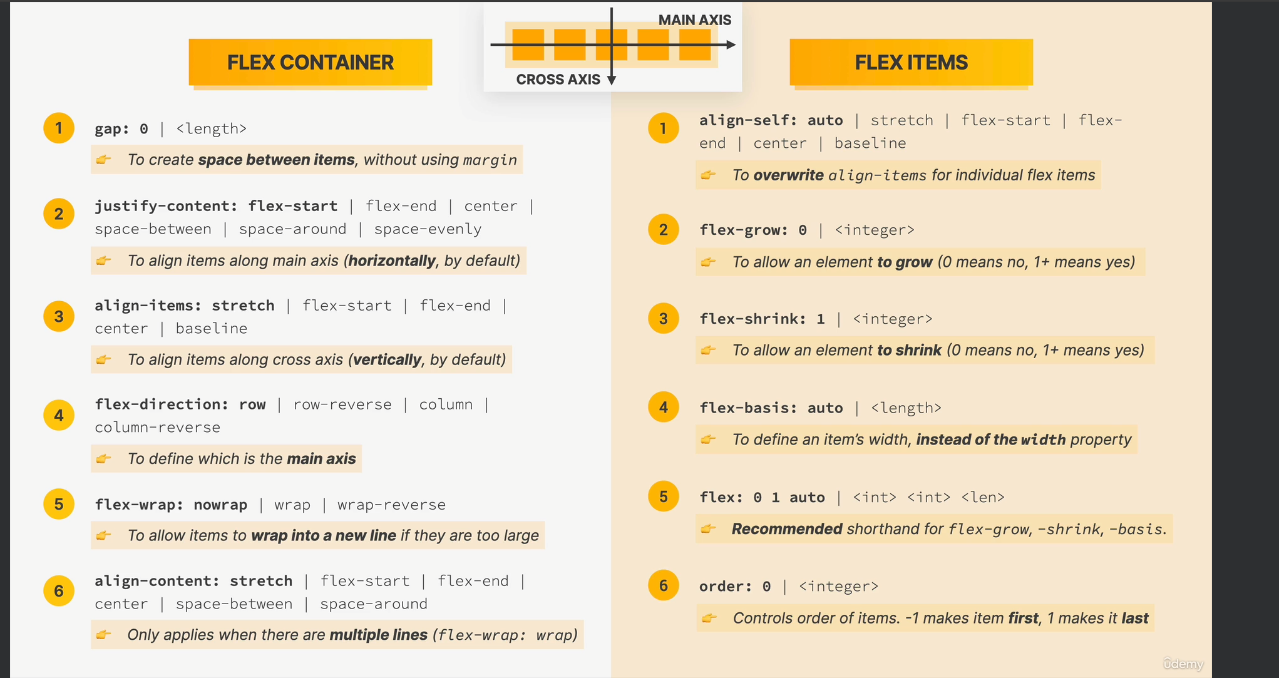 MAIN AXIS
CROSS AXIS
FLEX CONTAINER
1
gap: 0 | <length>
👉 To create space between items, without using margin
2
justify-content: flex-start | flex-end | center |
space-between | space-around | space-evenly
👉 To align items along main axis (horizontally, by default)
3
align-items: stretch | flex-start | flex-end |
center | baseline
👉 To align items along cross axis (vertically, by default)
4
flex-direction: row | row-reverse | column |
column-reverse
👉 To define which is the main axis
5
flex-wrap: nowrap | wrap | wrap-reverse
👉 To allow items to wrap into a new line if they are too large
6
align-content: stretch | flex-start | flex-end |
center | space-between | space-around
👉 Only applies when there are multiple lines (flex-wrap: wrap)
FLEX ITEMS
1
align-self: auto | stretch | flex-start | flex-
end | center | baseline
👉 To overwrite align-items for individual flex items
2
flex-grow: 0 | <integer>
👉 To allow an element to grow (0 means no, 1+ means yes)
3
flex-shrink: 1 | <integer>
👉 To allow an element to shrink (0 means no, 1+ means yes)
4
flex-basis: auto | <length>
👉 To define an item's width, instead of the width property
5
flex: 0 1 auto | <int> <int> <len>
👉 Recommended shorthand for flex-grow, -shrink, -basis.
6
order: 0 | <integer>
👉 Controls order of items. -1 makes item first, 1 makes it last
ûdemy